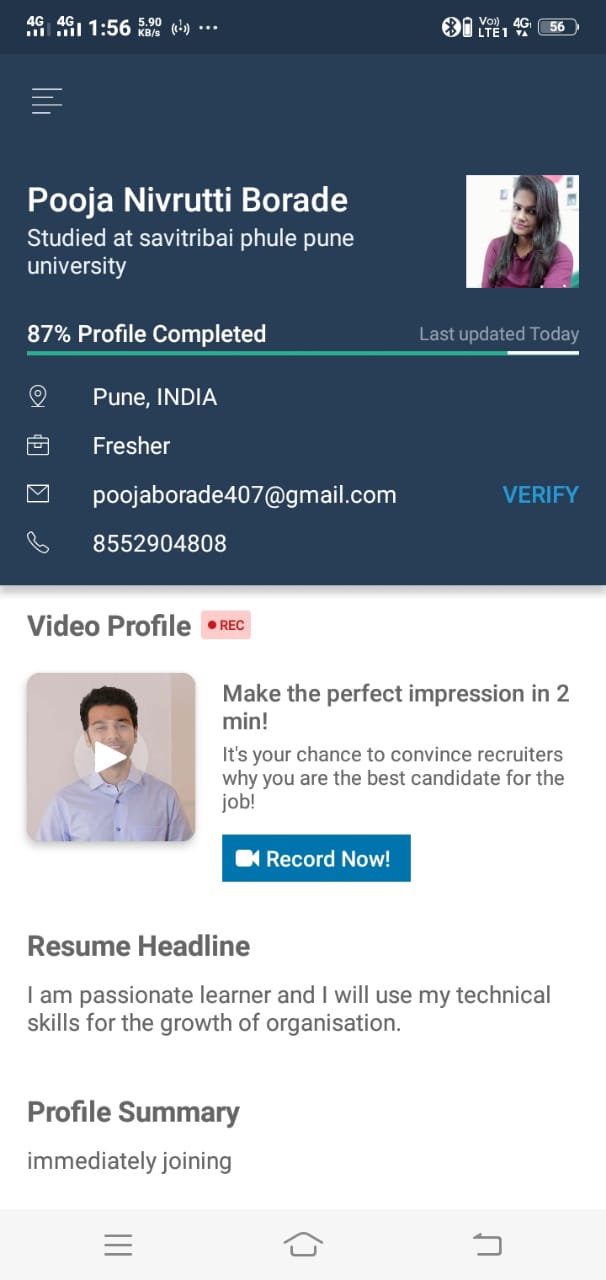 4G 4G 1:56 5.90 KB/s ... Vo)) LTE1 4G 56
Pooja Nivrutti Borade
Studied at savitribai phule pune
university
87% Profile Completed Last updated Today
Pune, INDIA
Fresher
poojaborade407@gmail.com VERIFY
8552904808
Video Profile REC
Make the perfect impression in 2
min!
It's your chance to convince recruiters
why you are the best candidate for the
job!
Record Now!
Resume Headline
I am passionate learner and I will use my technical
skills for the growth of organisation.
Profile Summary
immediately joining